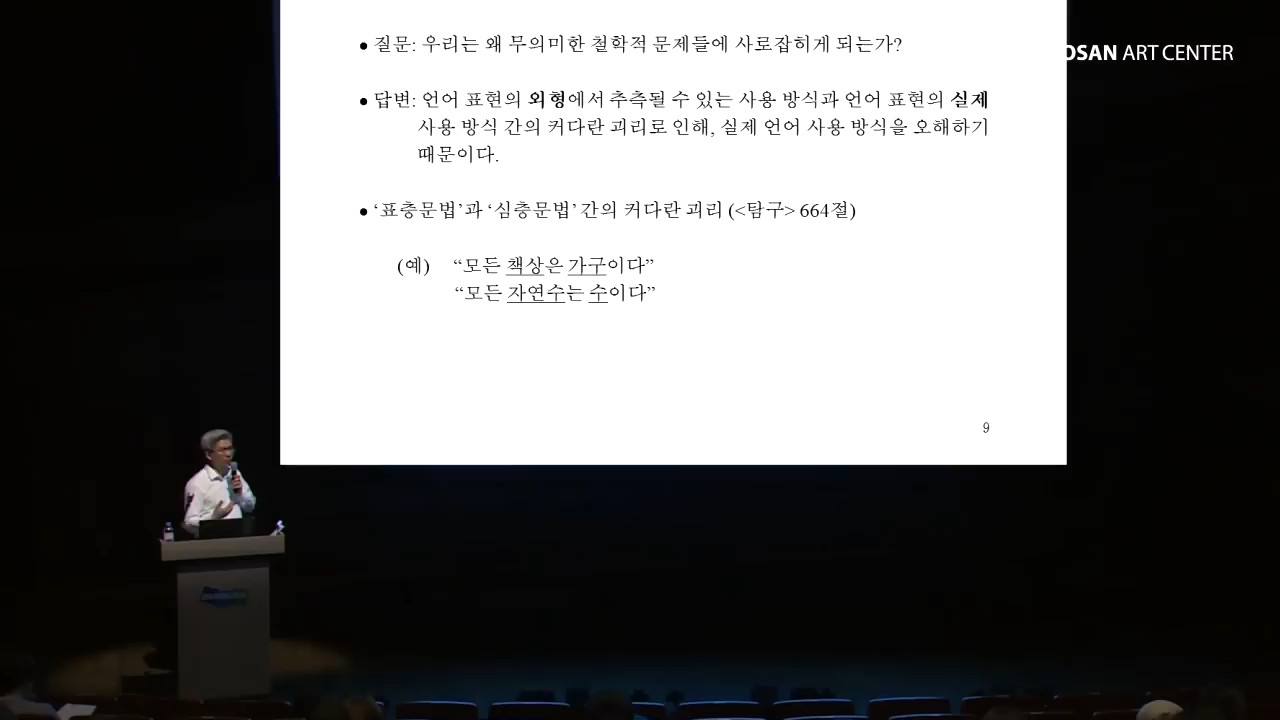 • 질문: 우리는 왜 무의미한 철학적 문제들에 사로잡히게 되는가?
OSAN ART CENTER
• 답변: 언어 표현의 외형에서 추측될 수 있는 사용 방식과 언어 표현의 실제
사용 방식 간의 커다란 괴리로 인해, 실제 언어 사용 방식을 오해하기
때문이다.
• ‘표층문법’과 ‘심층문법’ 간의 커다란 괴리 (<탐구> 664절)
(예) “모든 책상은 가구이다”
“모든 자연수는 수이다”
9